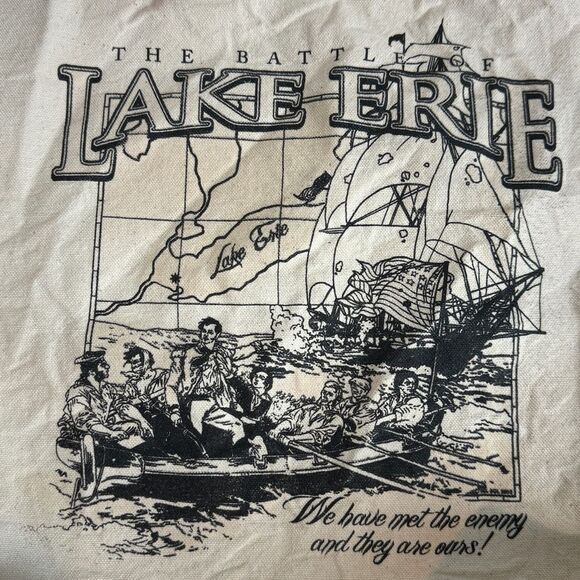 THE BATTLE OF
LAKE ERIE
Lake Erie
We have met the enemy
and they are ours!